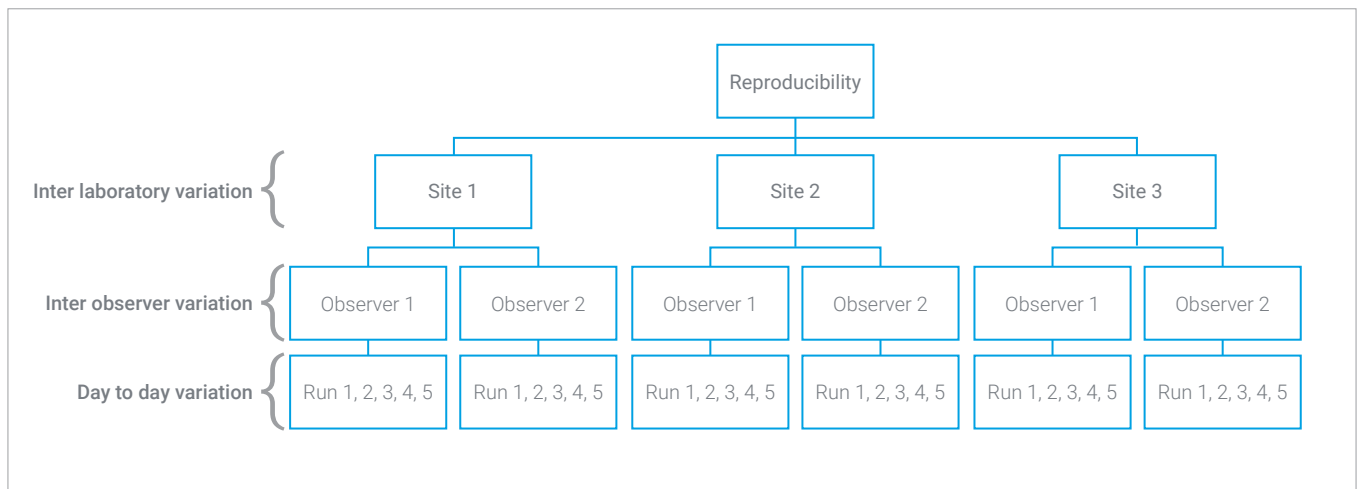 Reproducibility
Inter laboratory variation
Site 1
Site 2
Site 3
Inter observer variation
Observer 1
Observer 2
Observer 1
Observer 2
Observer 1
Observer 2
Day to day variation
Run 1, 2, 3, 4, 5
Run 1, 2, 3, 4, 5
Run 1, 2, 3, 4, 5
Run 1, 2, 3, 4, 5
Run 1, 2, 3, 4, 5
Run 1, 2, 3, 4, 5